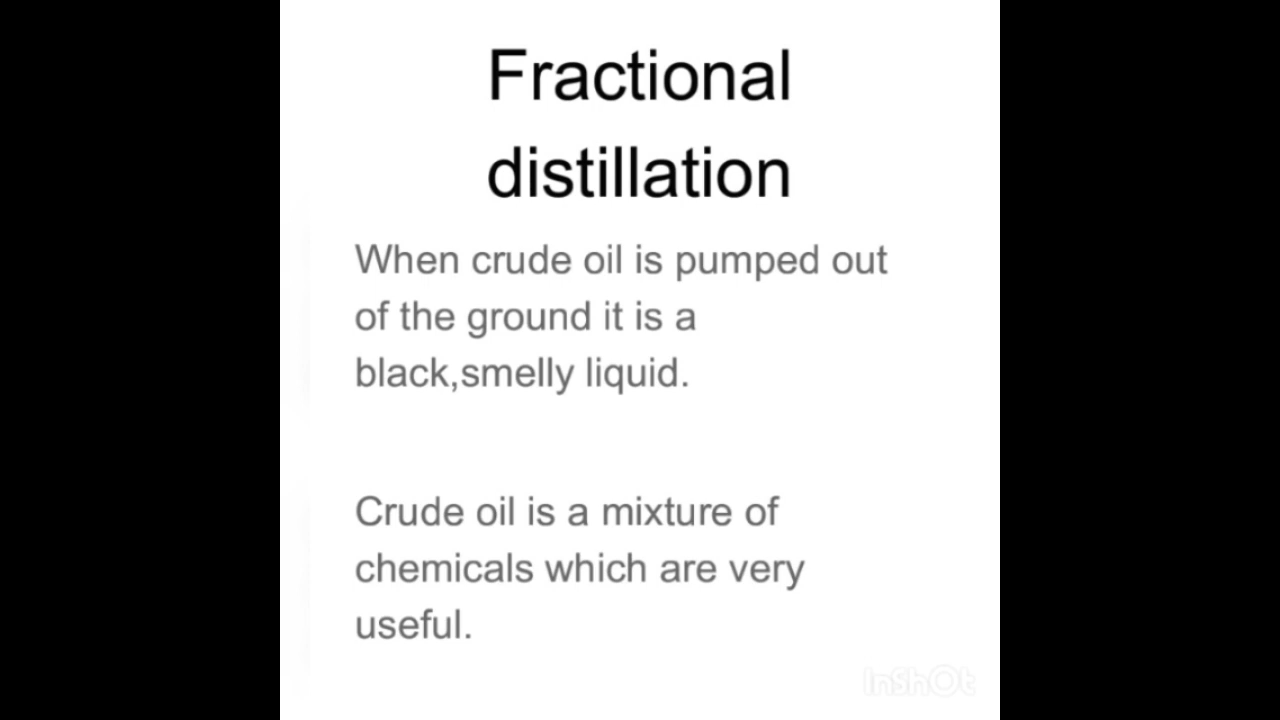 Fractional
distillation
When crude oil is pumped out
of the ground it is a
black,smelly liquid.
Crude oil is a mixture of
chemicals which are very
useful.
InShOt